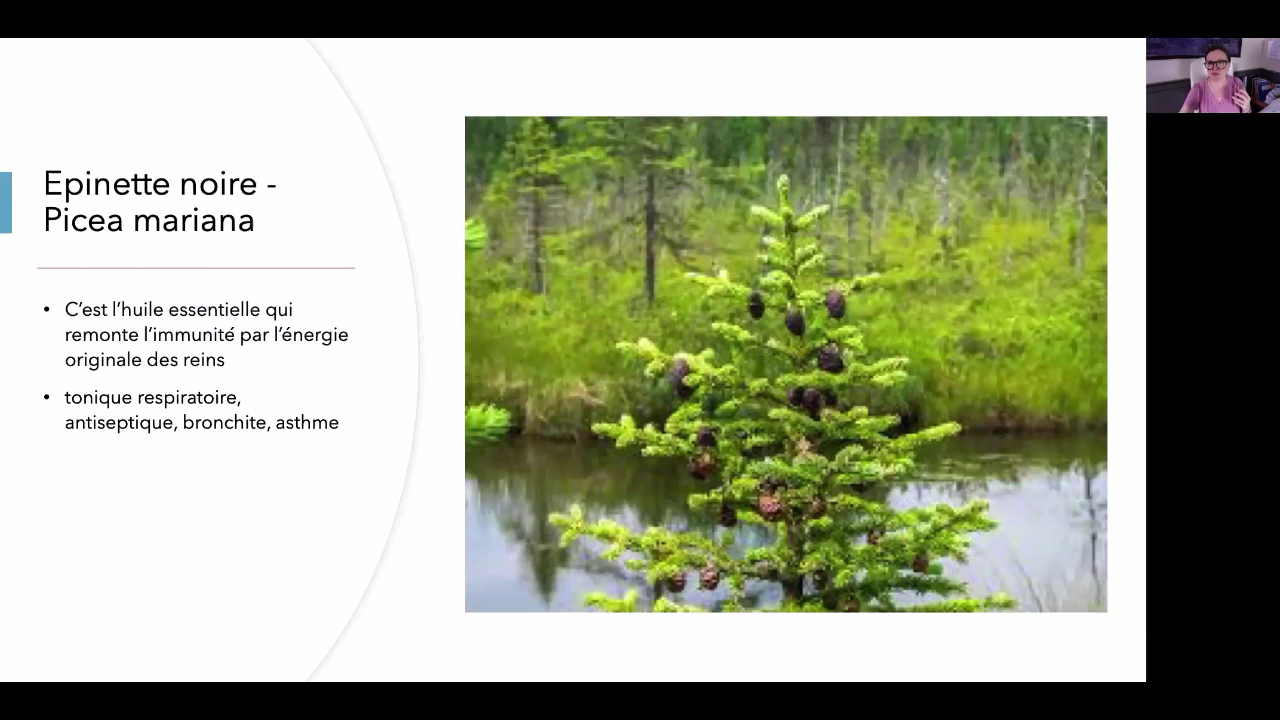 Epinette noire -
Picea mariana
• C’est l’huile essentielle qui
remonte l’immunité par l’énergie
originale des reins
• tonique respiratoire,
antiseptique, bronchite, asthme